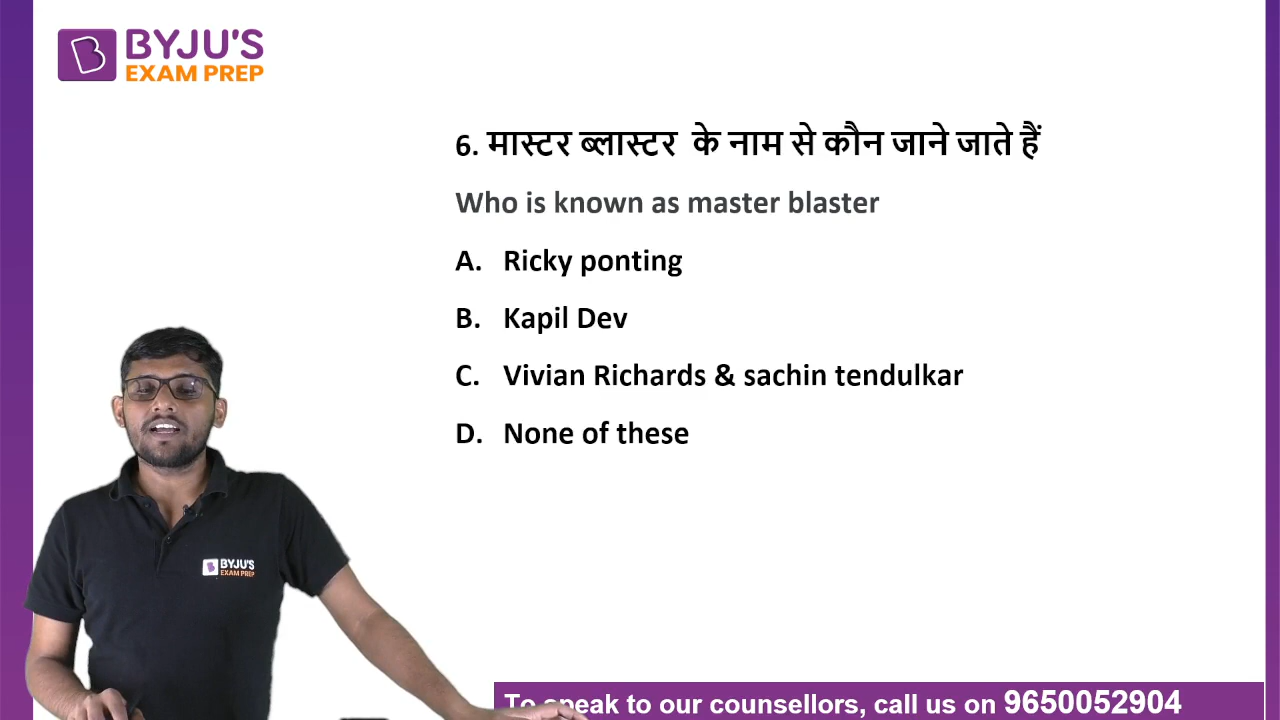 BYJU'S
EXAM PREP
6. मास्टर ब्लास्टर के नाम से कौन जाने जाते हैं
Who is known as master blaster
A. Ricky ponting
B. Kapil Dev
C. Vivian Richards & sachin tendulkar
D. None of these
BYJU'S
EXAM PREP
To speak to our counsellors, call us on 9650052904